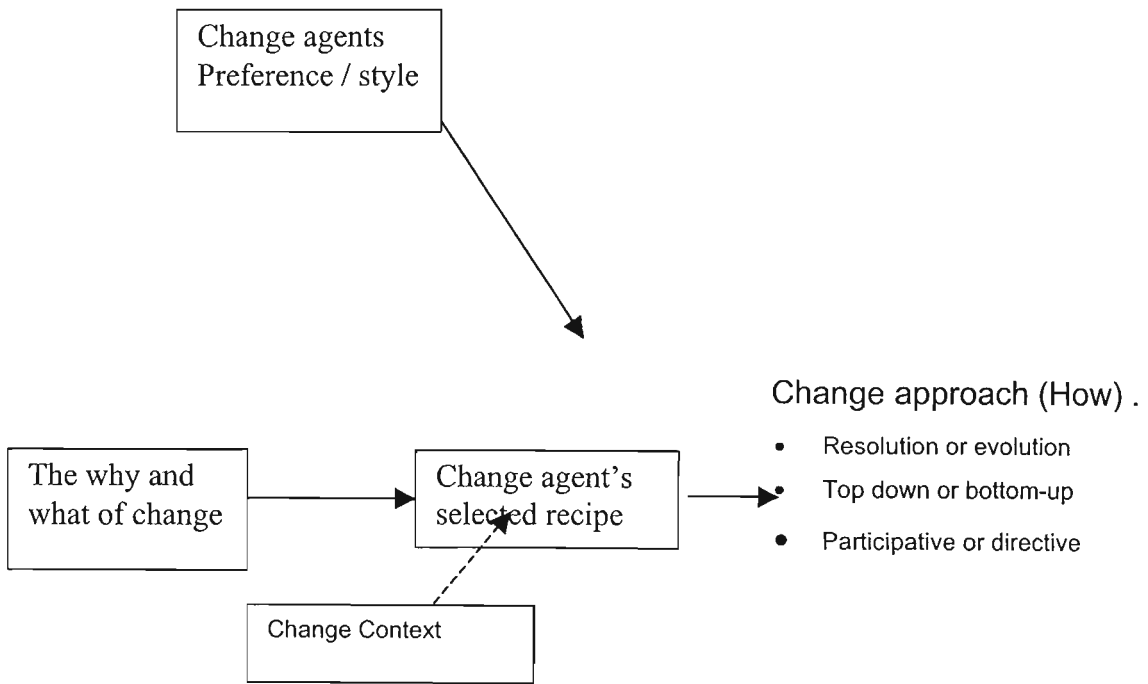 Change agents
Preference / style
Change approach (How) .
• Resolution or evolution
• Top down or bottom-up
• Participative or directive
The why and
what of change
Change agent's
selected recipe
Change Context